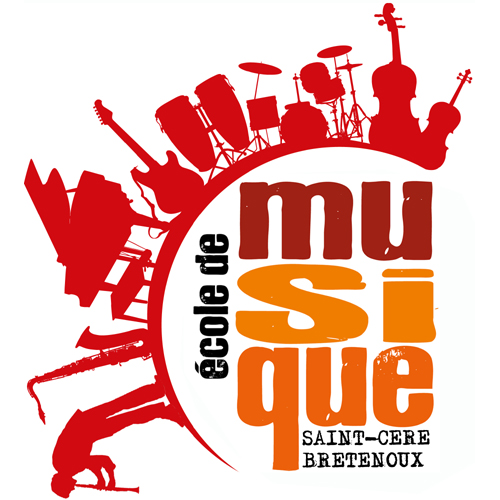 école de
mu
si
que
SAINT-CERE
BRETENOUX